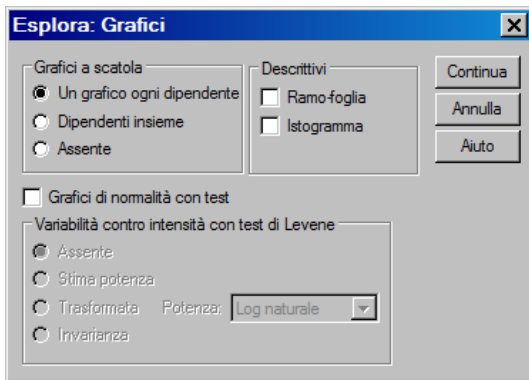 Esplora: Grafici
Grafici a scatola
Un grafico ogni dipendente
Dipendenti insieme
Assente
Descrittivi
Ramo-foglia
Istogramma
Continua
Annulla
Aiuto
Grafici di normalità con test
Variabilità contro intensità con test di Levene
Assente
Stima potenza
Trasformata Potenza: Log naturale
Invarianza